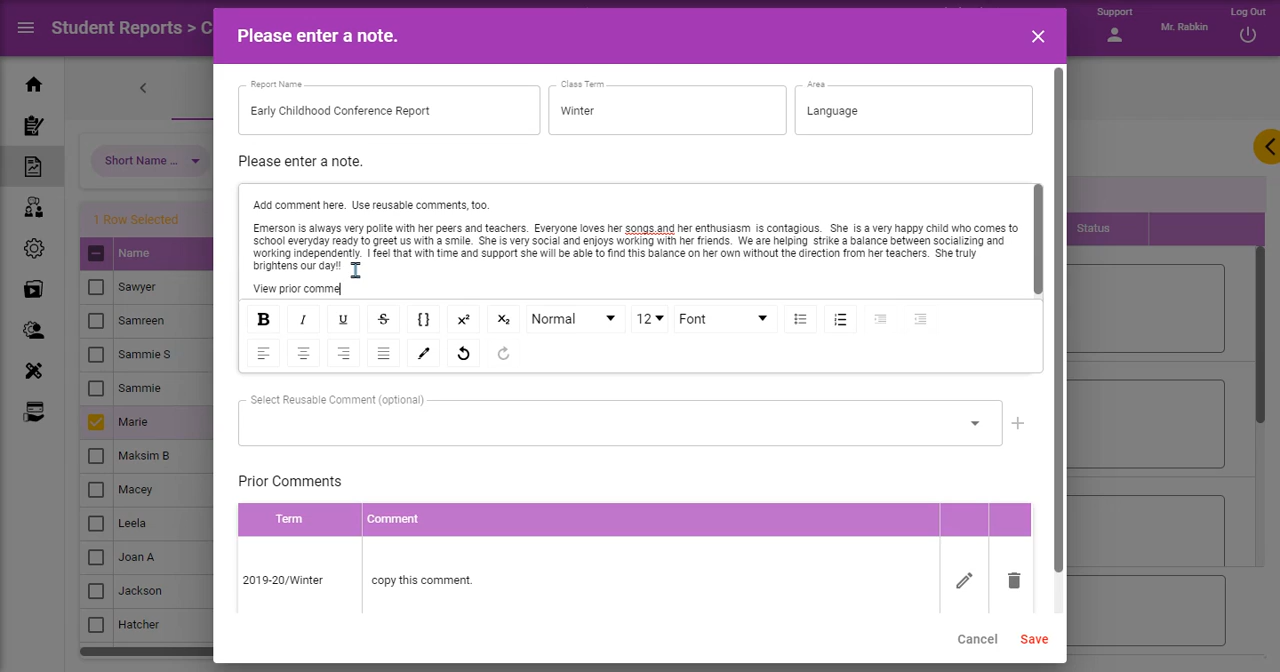 Student Reports > C
Please enter a note.
Support
Mr. Rabkin
Log Out
Report Name
Early Childhood Conference Report
Class Term
Winter
Area
Language
Short Name ...
Please enter a note.
Add comment here.  Use reusable comments, too.
Emerson is always very polite with her peers and teachers.  Everyone loves her songs.and her enthusiasm  is contagious.   She  is a very happy child who comes to
school everyday ready to greet us with a smile.  She is very social and enjoys working with her friends.  We are helping  strike a balance between socializing and
working independently.  I feel that with time and support she will be able to find this balance on her own without the direction from her teachers.  She truly
brightens our day!!
View prior comme
1 Row Selected
Name
Status
Sawyer
Samreen
Sammie S
Sammie
Marie
Maksim B
Macey
Leela
Joan A
Jackson
Hatcher
B I U S {} x² x₂ Normal 12 Font
Select Reusable Comment (optional)
Prior Comments
Term Comment
2019-20/Winter copy this comment.
Cancel Save